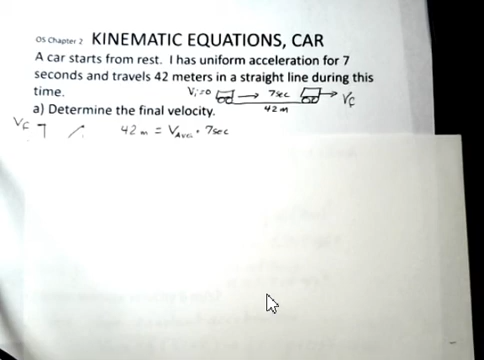 OS Chapter 2 KINEMATIC EQUATIONS, CAR
A car starts from rest. I has uniform acceleration for 7
seconds and travels 42 meters in a straight line during this
time.
Vi=0 7sec Vf
42m
a) Determine the final velocity.
Vf 42 m = VAVG • 7sec